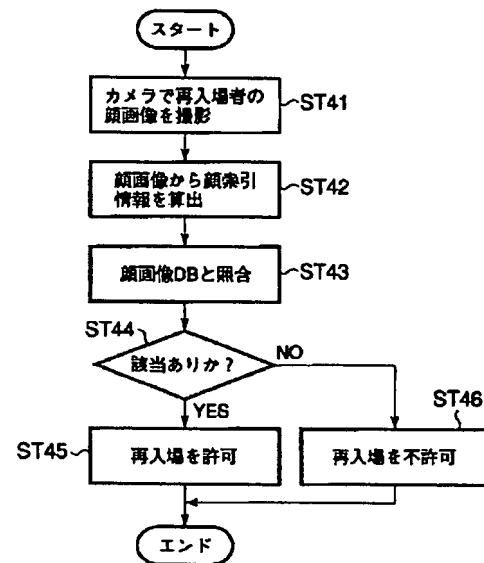 スタート
カメラで再入場者の
顔画像を撮影
ST41
顔画像から顔索引
情報を算出
ST42
顔画像DBと照合
ST43
ST44
該当ありか？
NO
YES
ST46
ST45
再入場を許可
再入場を不許可
エンド